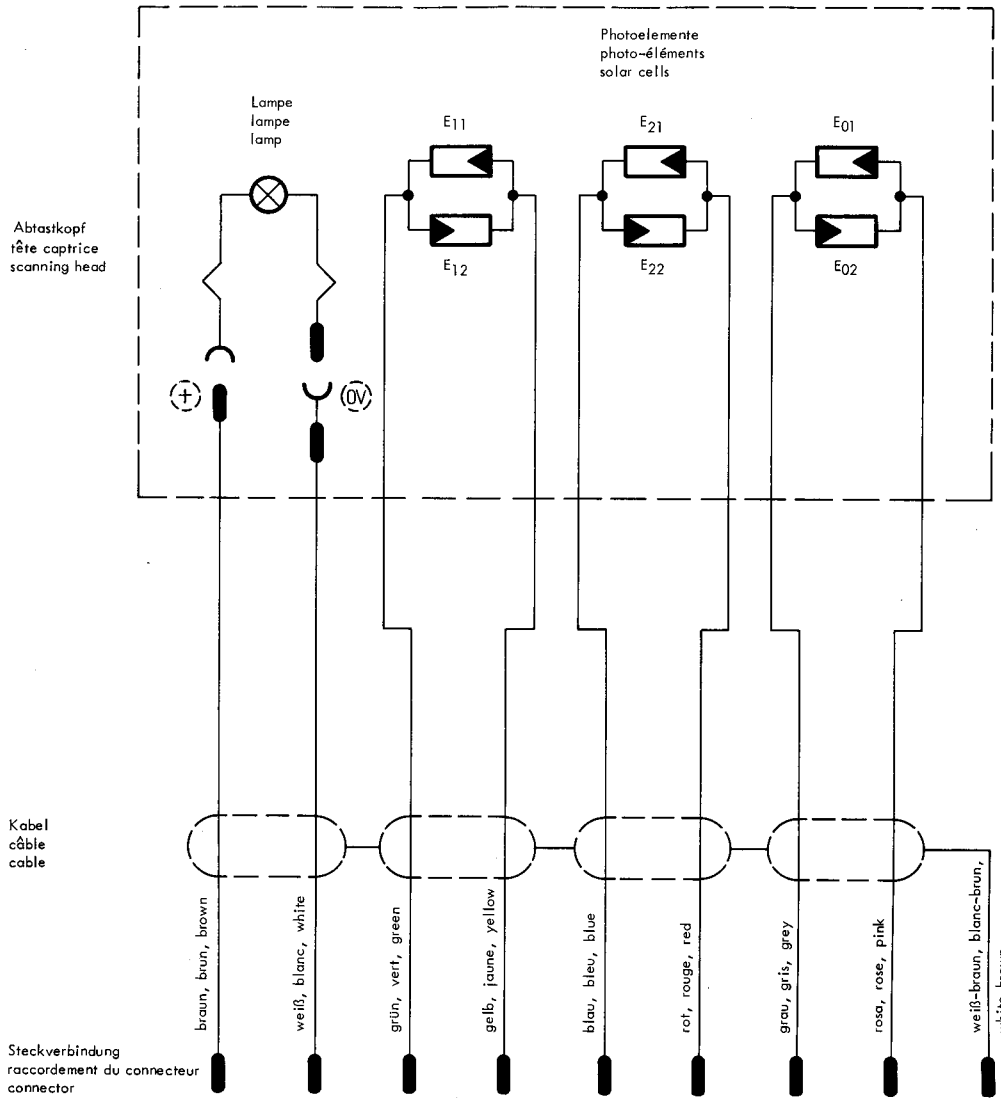 Photoelemente
photo-éléments
solar cells
Lampe
lampe
lamp
E11
E21
E01
Abtastkopf
tête captrice
scanning head
E12
E22
E02
+
0V
Kabel
câble
cable
braun, brun, brown
weiß, blanc, white
grün, vert, green
gelb, jaune, yellow
blau, bleu, blue
rot, rouge, red
grau, gris, grey
rosa, rose, pink
weiß-braun, blanc-brun,
Steckverbindung
raccordement du connecteur
connector